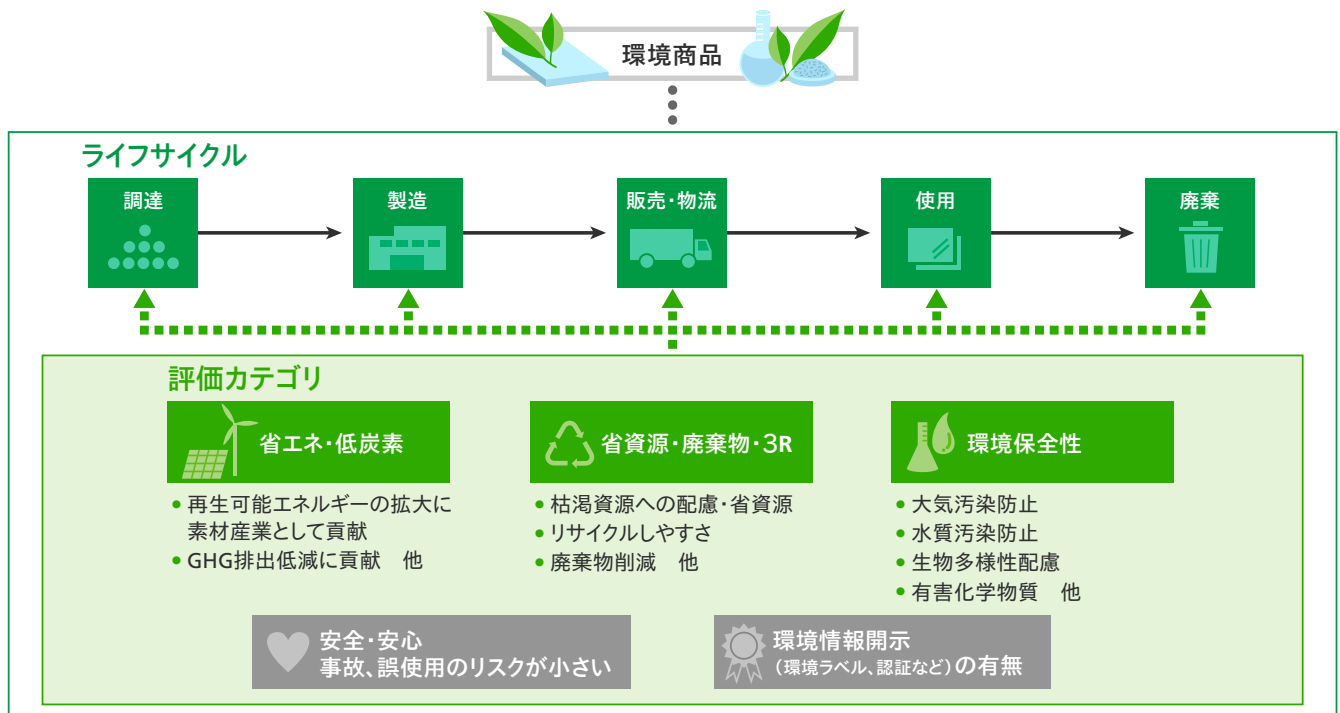 環境商品
ライフサイクル
調達
製造
販売・物流
使用
廃棄
評価カテゴリ
省エネ・低炭素
• 再生可能エネルギーの拡大に
素材産業として貢献
• GHG排出低減に貢献　他
省資源・廃棄物・3R
• 枯渇資源への配慮・省資源
• リサイクルしやすさ
• 廃棄物削減　他
環境保全性
• 大気汚染防止
• 水質汚染防止
• 生物多様性配慮
• 有害化学物質　他
安全・安心
事故、誤使用のリスクが小さい
環境情報開示
（環境ラベル、認証など）の有無